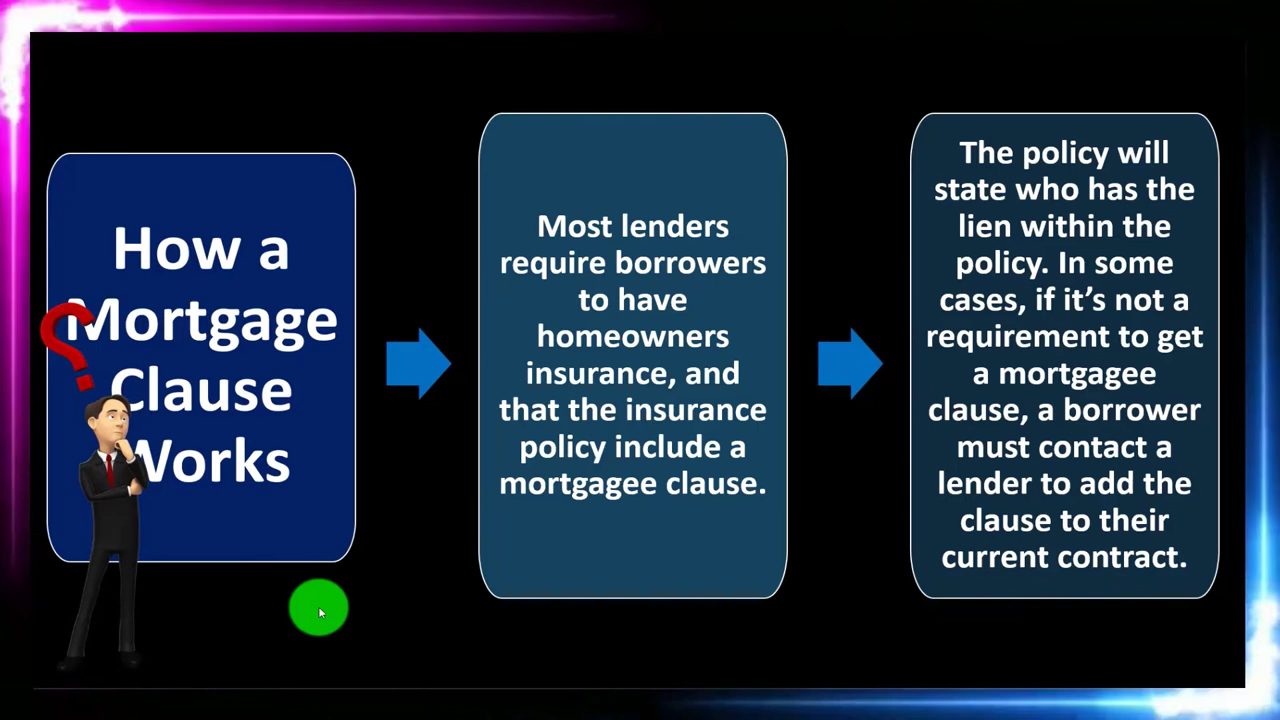 How a
Mortgage
Clause
Works
Most lenders
require borrowers
to have
homeowners
insurance, and
that the insurance
policy include a
mortgagee clause.
The policy will
state who has the
lien within the
policy. In some
cases, if it’s not a
requirement to get
a mortgagee
clause, a borrower
must contact a
lender to add the
clause to their
current contract.
?